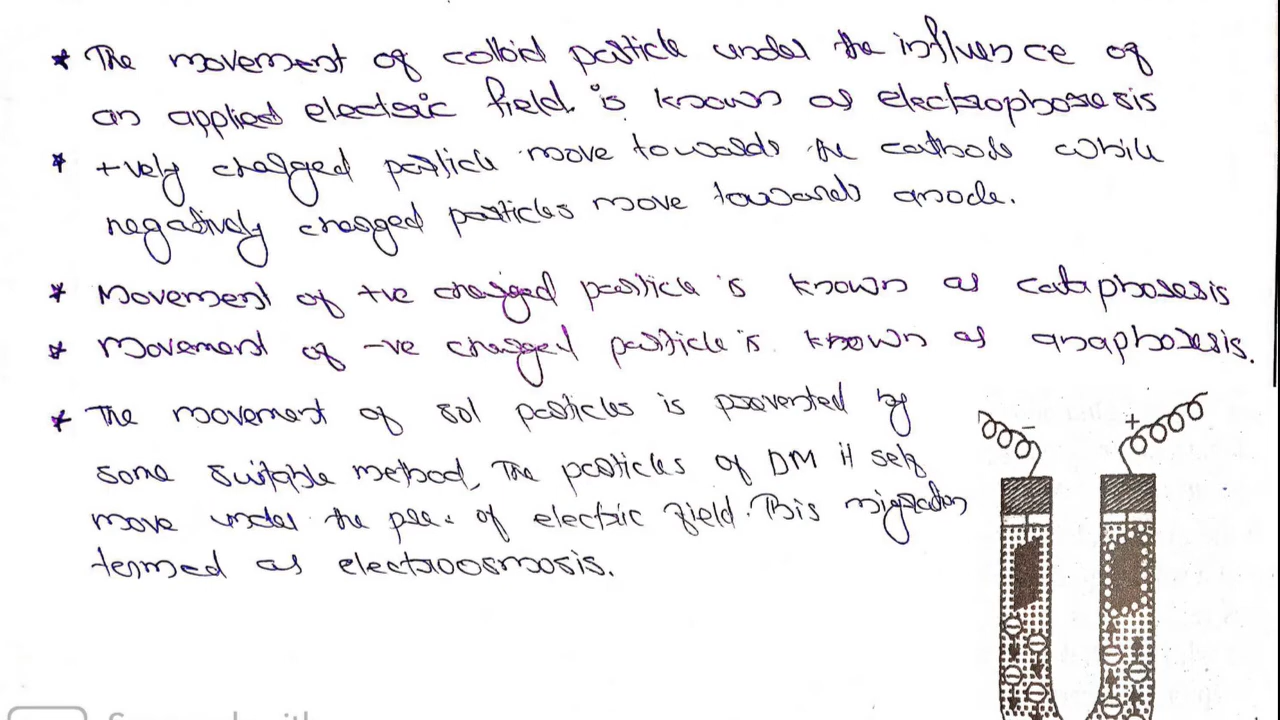 * The movement of colloid particle under the influence of
an applied electric field. is known as electrophoresis
* +vely charged particle move towards the cathode while
negatively charged particles move towards anode.
* Movement of +ve charged particle is known as cataphoresis
* Movement of -ve charged particle is known as anaphoresis.
* The movement of sol particles is prevented by
some suitable method, The particles of DM it self
move under the of electric field. This migration
termed as electroosmosis.
- +